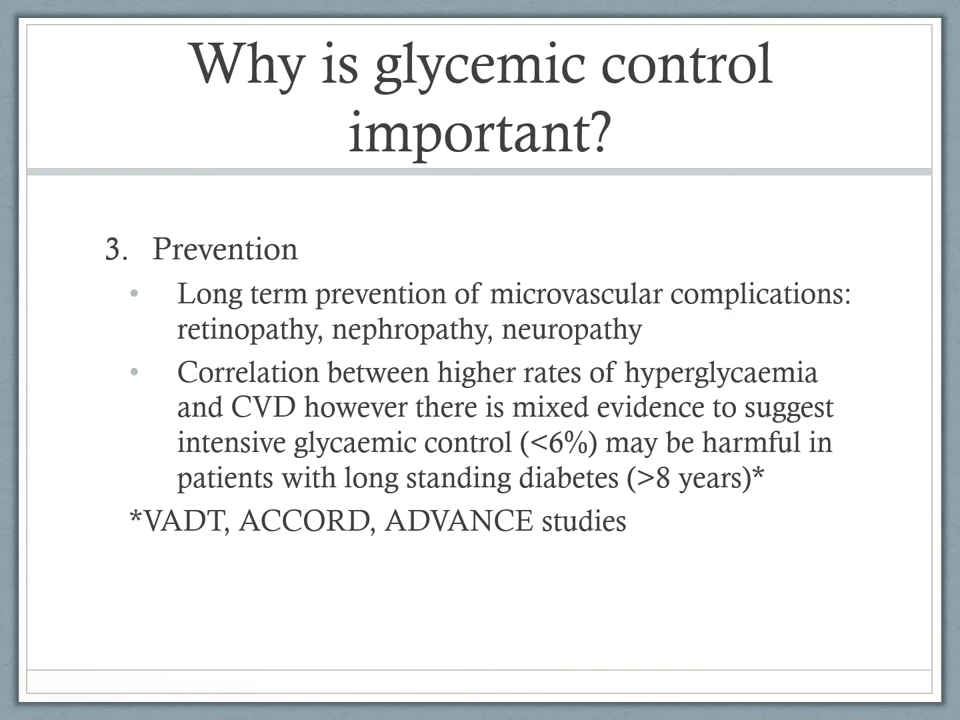 Why is glycemic control
important?
3. Prevention
• Long term prevention of microvascular complications:
retinopathy, nephropathy, neuropathy
• Correlation between higher rates of hyperglycaemia
and CVD however there is mixed evidence to suggest
intensive glycaemic control (<6%) may be harmful in
patients with long standing diabetes (>8 years)*
*VADT, ACCORD, ADVANCE studies